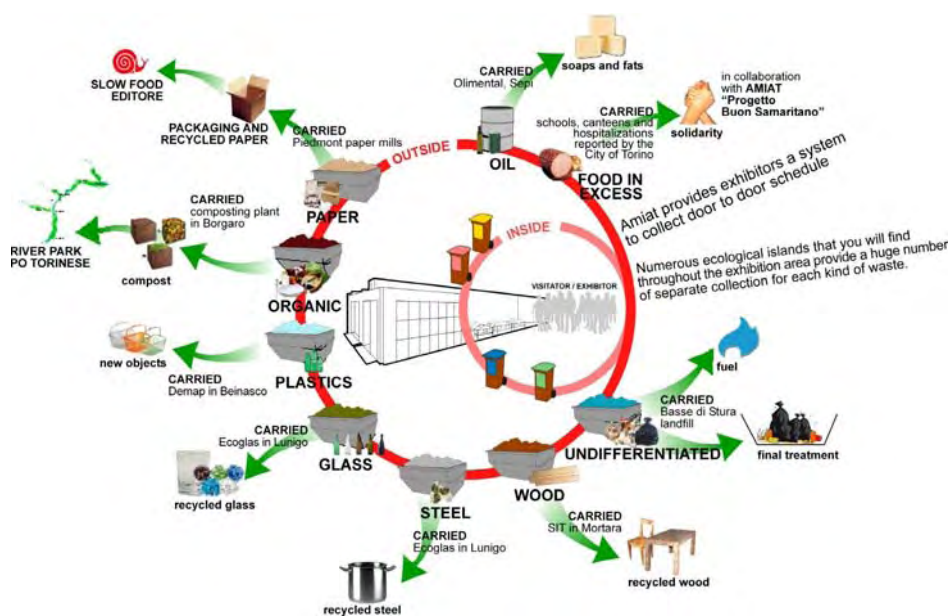 SLOW FOOD
EDITORE
PACKAGING AND
RECYCLED PAPER
CARRIED
Piedmont paper mills
PAPER
OUTSIDE
CARRIED
Olimental, Sepi
soaps and fats
OIL
CARRIED
schools, canteens and
hospitalizations
reported by the
City of Torino
solidarity
in collaboration
with AMIAT
"Progetto
Buon Samaritano"
FOOD IN
EXCESS
Amiat provides exhibitors a system
to collect door to door schedule
INSIDE
Numerous ecological islands that you will find
throughout the exhibition area provide a huge number
of separate collection for each kind of waste.
VISITATOR / EXHIBITOR
RIVER PARK
PO TORINESE
CARRIED
composting plant
in Borgaro
compost
ORGANIC
new objects
CARRIED
Demap in Beinasco
PLASTICS
CARRIED
Ecoglas in Lunigo
recycled glass
GLASS
STEEL
CARRIED
Ecoglas in Lunigo
recycled steel
WOOD
CARRIED
SIT in Mortara
recycled wood
UNDIFFERENTIATED
CARRIED
Basse di Stura
landfill
fuel
final treatment